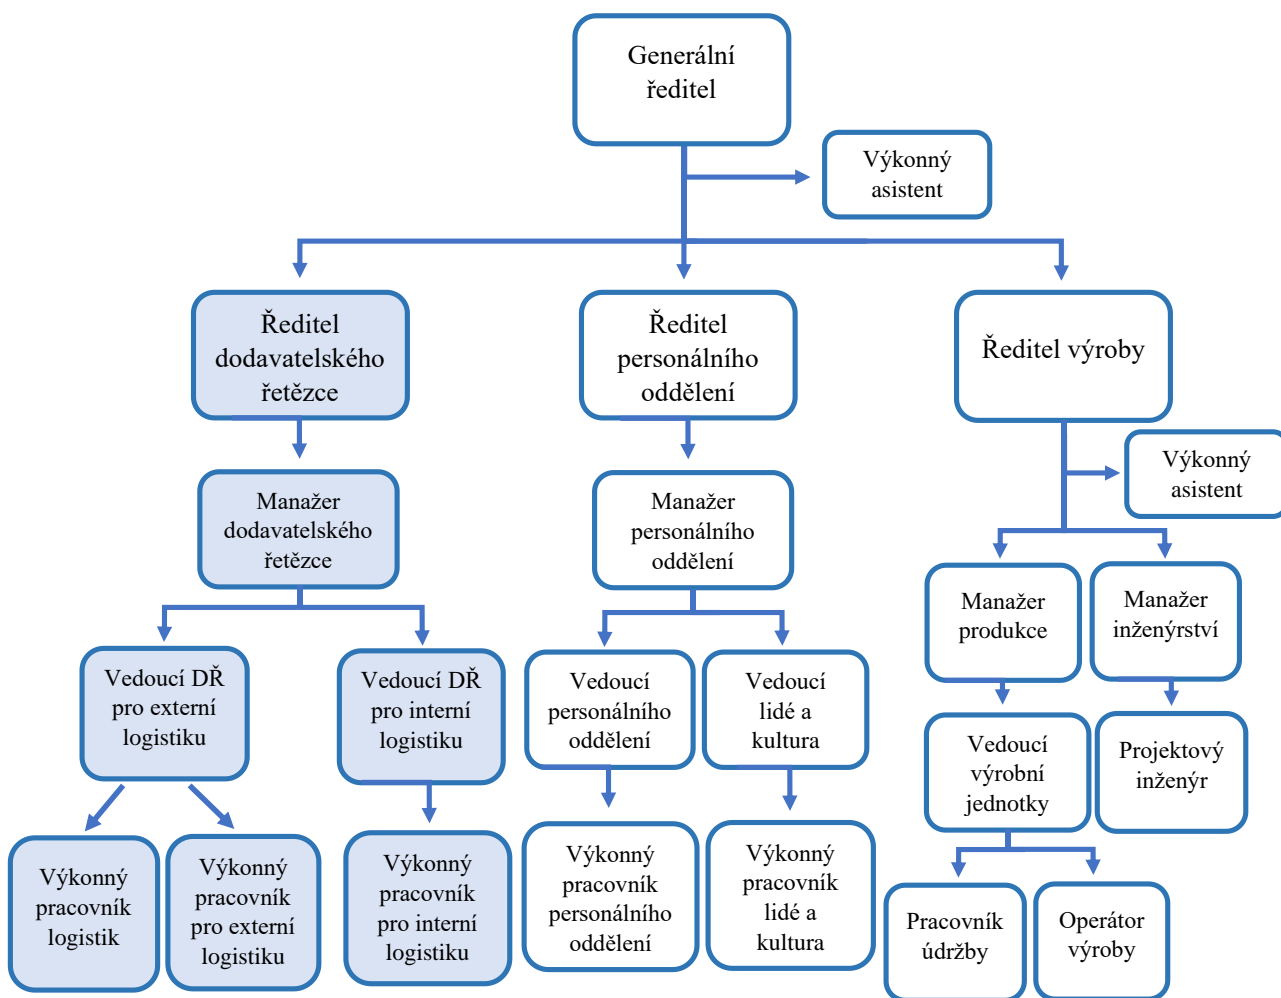 Generální
ředitel
Výkonný
asistent
Ředitel
dodavatelského
řetězce
Ředitel
personálního
oddělení
Ředitel výroby
Výkonný
asistent
Manažer
dodavatelského
řetězce
Manažer
personálního
oddělení
Manažer
produkce
Manažer
inženýrství
Vedoucí DŘ
pro externí
logistiku
Vedoucí DŘ
pro interní
logistiku
Vedoucí
personálního
oddělení
Vedoucí
lidé a
kultura
Vedoucí
výrobní
jednotky
Projektový
inženýr
Výkonný
pracovník
logistik
Výkonný
pracovník
pro externí
logistiku
Výkonný
pracovník
pro interní
logistiku
Výkonný
pracovník
personálního
oddělení
Výkonný
pracovník
lidé a
kultura
Pracovník
údržby
Operátor
výroby